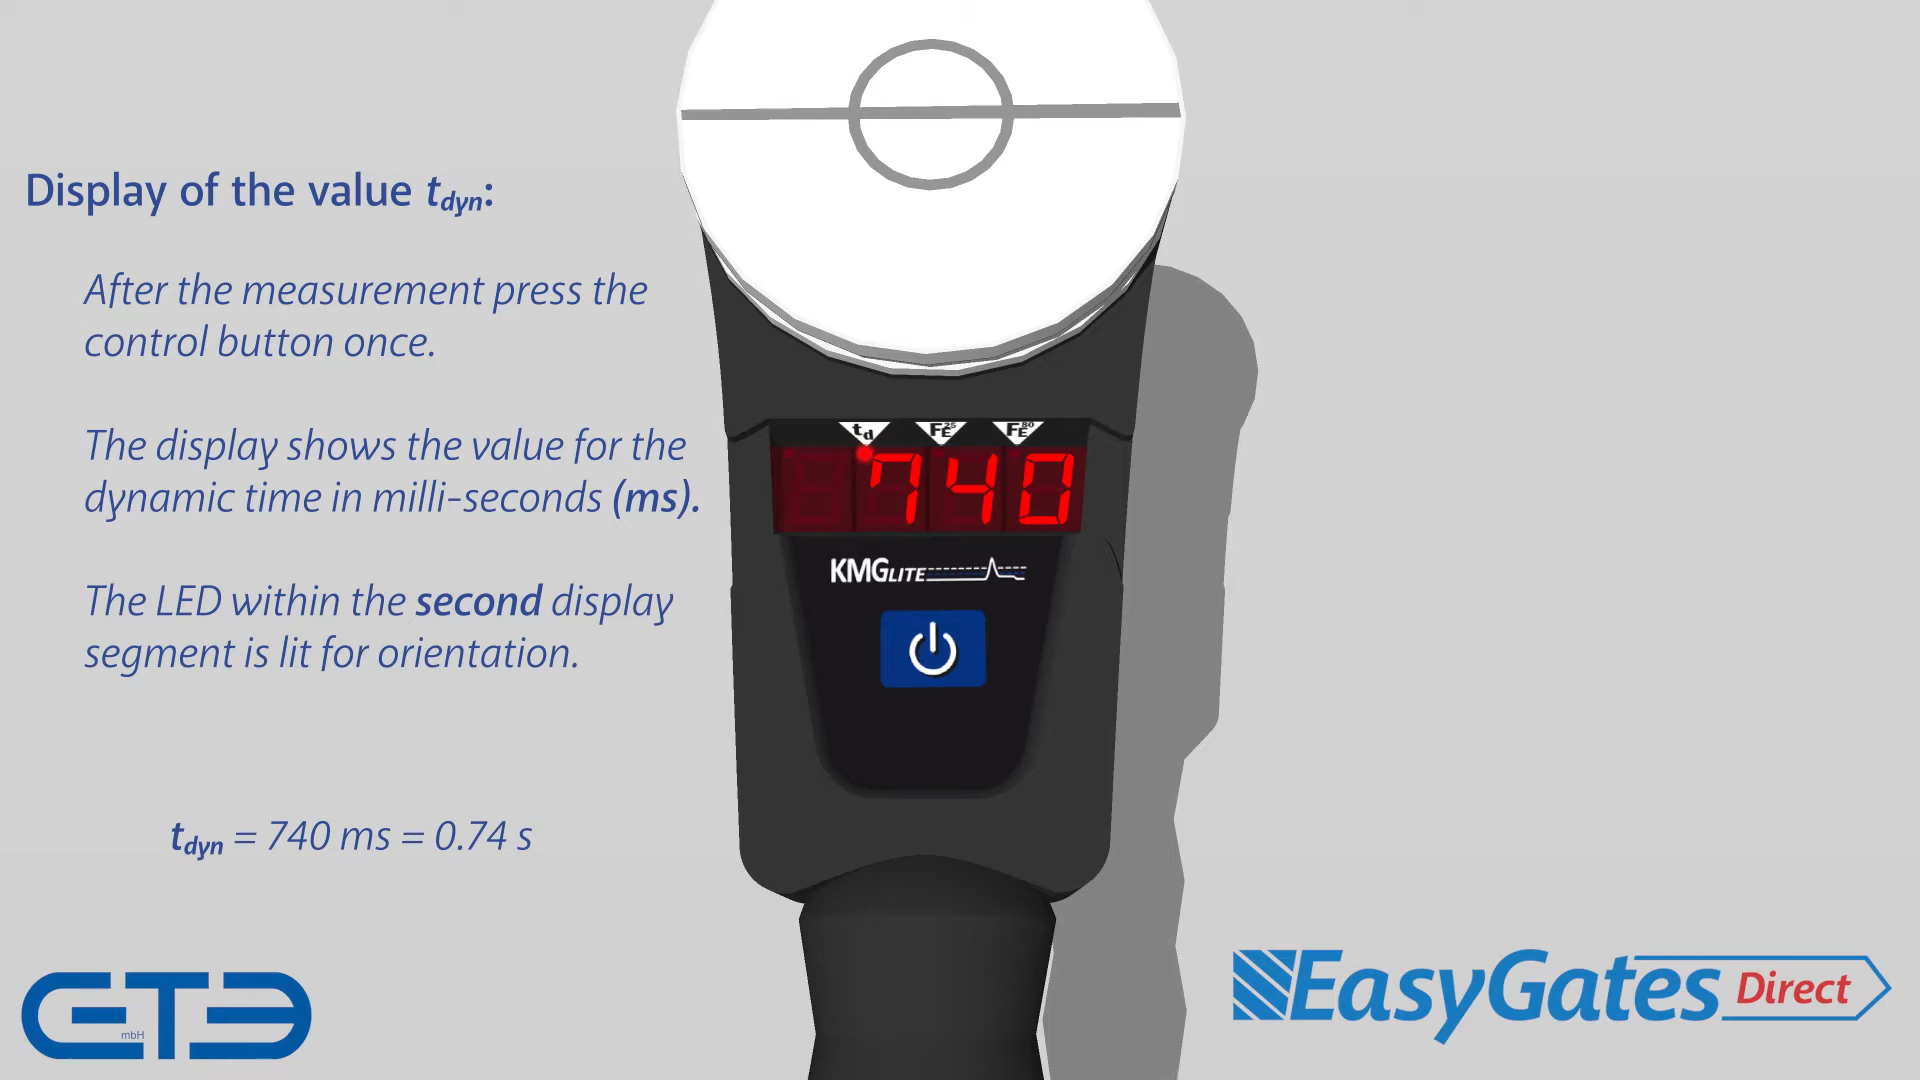 Display of the value tdyn:
After the measurement press the
control button once.
The display shows the value for the
dynamic time in milli-seconds (ms).
The LED within the second display
segment is lit for orientation.
tdyn = 740 ms = 0.74 s
td FE25 FE80
740
KMGLITE
GTE
mbH
EasyGates Direct